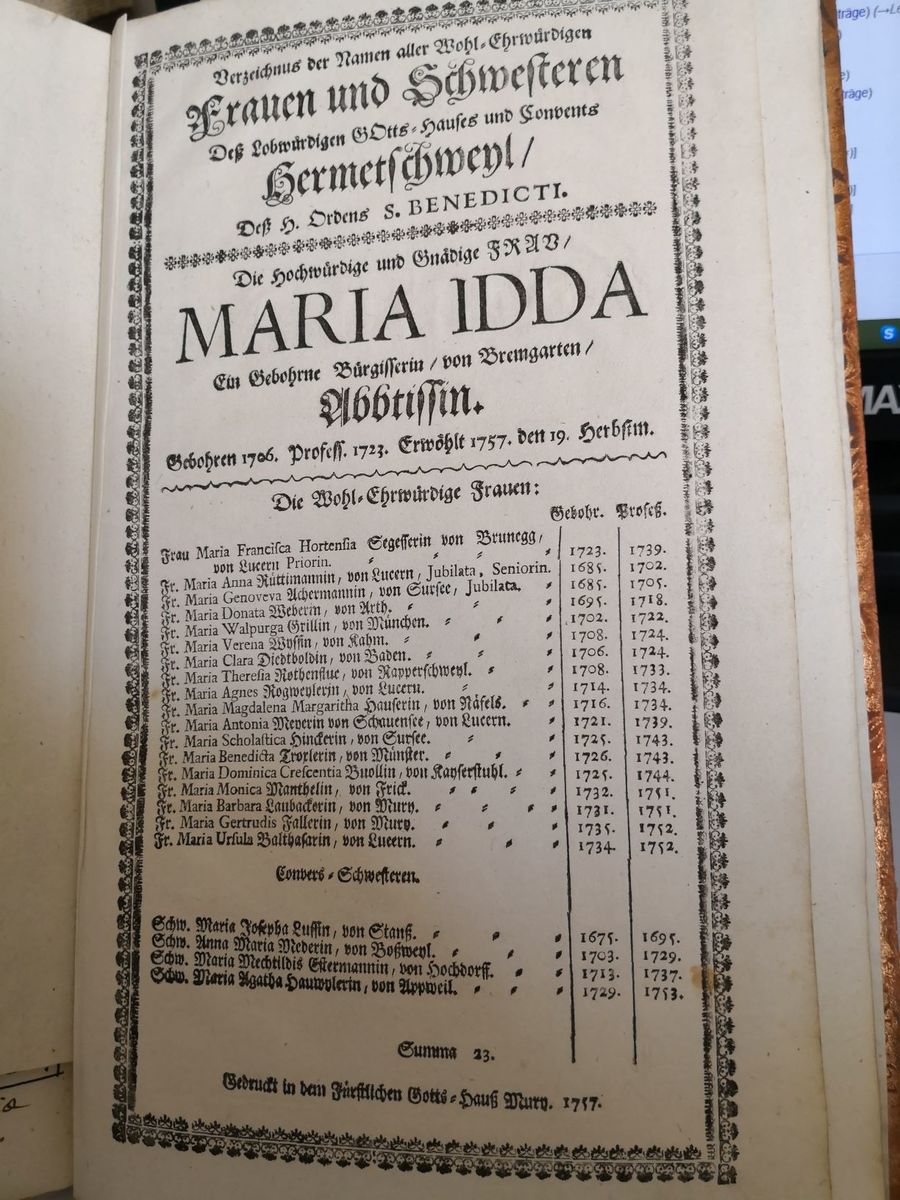 Verzeichnus der Namen aller Wohl-Ehrwürdigen
Frauen und Schwesteren
Deß Lobwürdigen GOtts-Hauses und Convents
Hermetschweyl/
Deß H. Ordens S. BENEDICTI.
Die Hochwürdige und Gnädige FRAV/
MARIA IDDA
Ein Gebohrne Bürgisserin/ von Bremgarten/
Abbtissin.
Gebohren 1706. Profess. 1723. Erwöhlt 1757. den 19. Herbstm.
Die Wohl-Ehrwürdige Frauen:
Gebohr. Profeß.
Frau Maria Francisca Hortensia Segesserin von Brunegg,
von Lucern Priorin. 1723. 1739.
Fr. Maria Anna Rüttimannin, von Lucern, Jubilata, Seniorin. 1685. 1702.
Fr. Maria Genoveva Achermannin, von Sursee, Jubilata. 1685. 1705.
Fr. Maria Donata Weberin, von Arth. 1695. 1718.
Fr. Maria Walpurga Grillin, von München. 1702. 1722.
Fr. Maria Verena Wyssin, von Kahm. 1708. 1724.
Fr. Maria Clara Diedtboldin, von Baden. 1706. 1724.
Fr. Maria Theresia Rothenflue, von Rapperschweyl. 1708. 1733.
Fr. Maria Agnes Rogweylerin, von Lucern. 1714. 1734.
Fr. Maria Magdalena Margaritha Hauserin, von Näfels. 1716. 1734.
Fr. Maria Antonia Meyerin von Schauensee, von Lucern. 1721. 1739.
Fr. Maria Scholastica Hinckerin, von Sursee. 1725. 1743.
Fr. Maria Benedicta Troxlerin, von Münster. 1726. 1743.
Fr. Maria Dominica Crescentia Buollin, von Kayserstuhl. 1725. 1744.
Fr. Maria Monica Manthelin, von Frick. 1732. 1751.
Fr. Maria Barbara Laubackerin, von Mury. 1731. 1751.
Fr. Maria Gertrudis Fallerin, von Mury. 1735. 1752.
Fr. Maria Ursula Balthasarin, von Lucern. 1734. 1752.
Convers-Schwesteren.
Schw. Maria Josepha Lussin, von Stanß. 1675. 1695.
Schw. Anna Maria Mederin, von Boßweyl. 1703. 1729.
Schw. Maria Mechtildis Estermannin, von Hochdorff. 1713. 1737.
Schw. Maria Agatha Hauwylerin, von Appweil. 1729. 1753.
Summa 23.
Gedruckt in dem Fürstlichen Gotts-Hauß Mury. 1757.